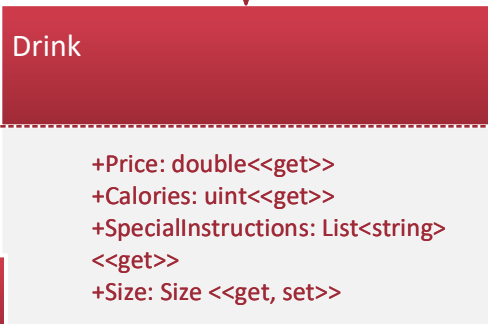 Drink
+Price: double<<get>>
+Calories: uint<<get>>
+SpecialInstructions: List<string>
<<get>>
+Size: Size <<get, set>>